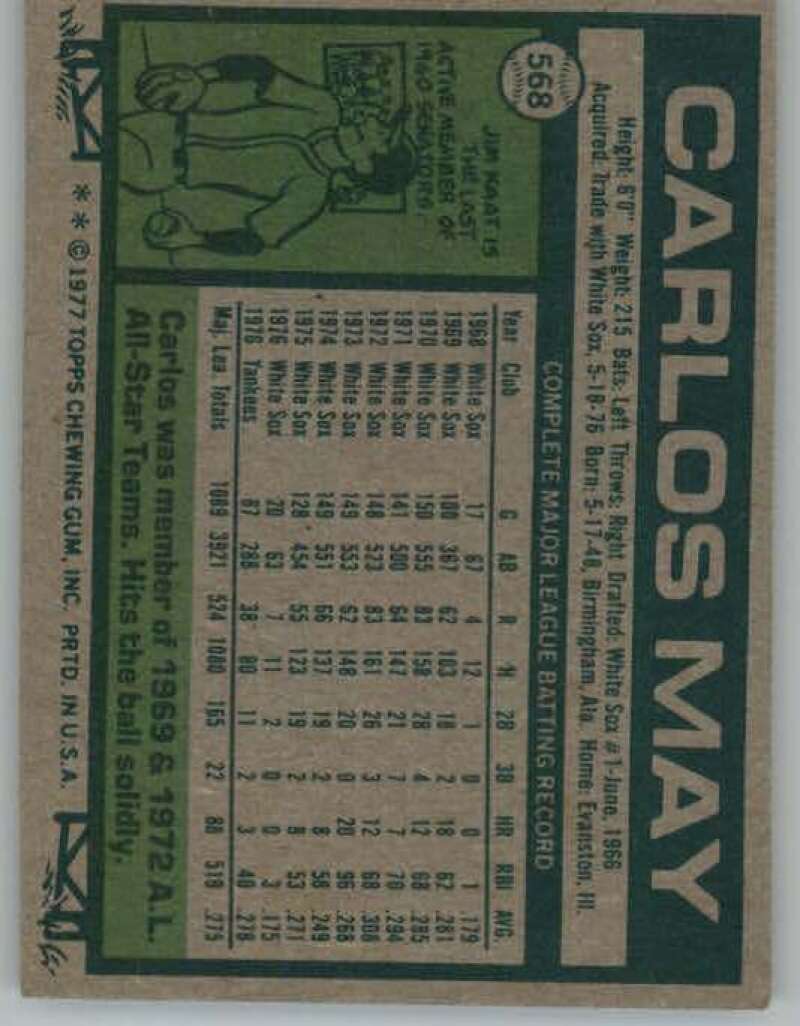 568
CARLOS MAY
Height: 6'0" Weight: 215 Bats: Left Throws: Right Drafted: White Sox #1-June, 1966
Acquired: Trade with White Sox, 5-18-76 Born: 5-17-48, Birmingham, Ala. Home: Evanston, Ill.
JIM KAAT IS
THE LAST
ACTIVE MEMBER OF
1960 SENATORS.
COMPLETE MAJOR LEAGUE BATTING RECORD
Year Club G AB R H 2B 3B HR RBI AVG.
1968 White Sox 17 67 4 12 1 0 0 1 .179
1969 White Sox 100 367 62 103 18 2 18 62 .281
1970 White Sox 150 555 83 158 28 4 12 68 .285
1971 White Sox 141 500 64 147 21 7 7 70 .294
1972 White Sox 148 523 83 161 26 3 12 68 .308
1973 White Sox 149 553 62 148 20 0 20 96 .268
1974 White Sox 149 551 66 137 19 2 8 58 .249
1975 White Sox 128 454 55 123 19 2 8 53 .271
1976 White Sox 20 63 7 11 2 0 0 3 .175
1976 Yankees 87 288 38 80 11 2 3 40 .278
Maj. Lea. Totals 1089 3921 524 1080 165 22 88 519 .275
Carlos was member of 1969 & 1972 A.L.
All-Star Teams. Hits the ball solidly.
* * © 1977 TOPPS CHEWING GUM, INC. PRTD. IN U.S.A.